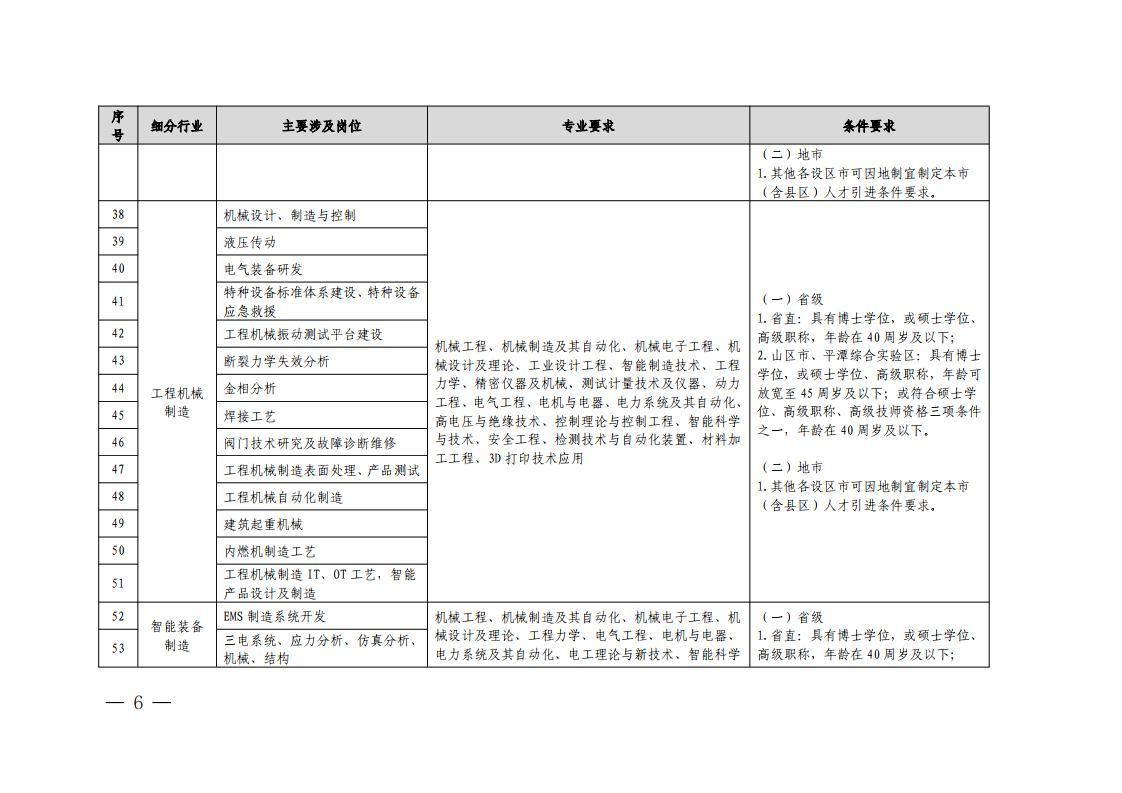 序
号
细分行业
主要涉及岗位
专业要求
条件要求
（二）地市
1.其他各设区市可因地制宜制定本市
（含县区）人才引进条件要求。
38
机械设计、制造与控制
39
液压传动
40
电气装备研发
41
特种设备标准体系建设、特种设备
应急救援
42
工程机械振动测试平台建设
43
断裂力学失效分析
44
金相分析
45
焊接工艺
46
阀门技术研究及故障诊断维修
47
工程机械制造表面处理、产品测试
48
工程机械自动化制造
49
建筑起重机械
50
内燃机制造工艺
51
工程机械制造 IT、OT 工艺，智能
产品设计及制造
工程机械
制造
机械工程、机械制造及其自动化、机械电子工程、机
械设计及理论、工业设计工程、智能制造技术、工程
力学、精密仪器及机械、测试计量技术及仪器、动力
工程、电气工程、电机与电器、电力系统及其自动化、
高电压与绝缘技术、控制理论与控制工程、智能科学
与技术、安全工程、检测技术与自动化装置、材料加
工工程、3D 打印技术应用
（一）省级
1.省直：具有博士学位，或硕士学位、
高级职称，年龄在 40 周岁及以下；
2.山区市、平潭综合实验区：具有博士
学位，或硕士学位、高级职称，年龄可
放宽至 45 周岁及以下；或符合硕士学
位、高级职称、高级技师资格三项条件
之一，年龄在 40 周岁及以下。
（二）地市
1.其他各设区市可因地制宜制定本市
（含县区）人才引进条件要求。
52
EMS 制造系统开发
53
三电系统、应力分析、仿真分析、
机械、结构
智能装备
制造
机械工程、机械制造及其自动化、机械电子工程、机
械设计及理论、工程力学、电气工程、电机与电器、
电力系统及其自动化、电工理论与新技术、智能科学
（一）省级
1.省直：具有博士学位，或硕士学位、
高级职称，年龄在 40 周岁及以下；
— 6 —